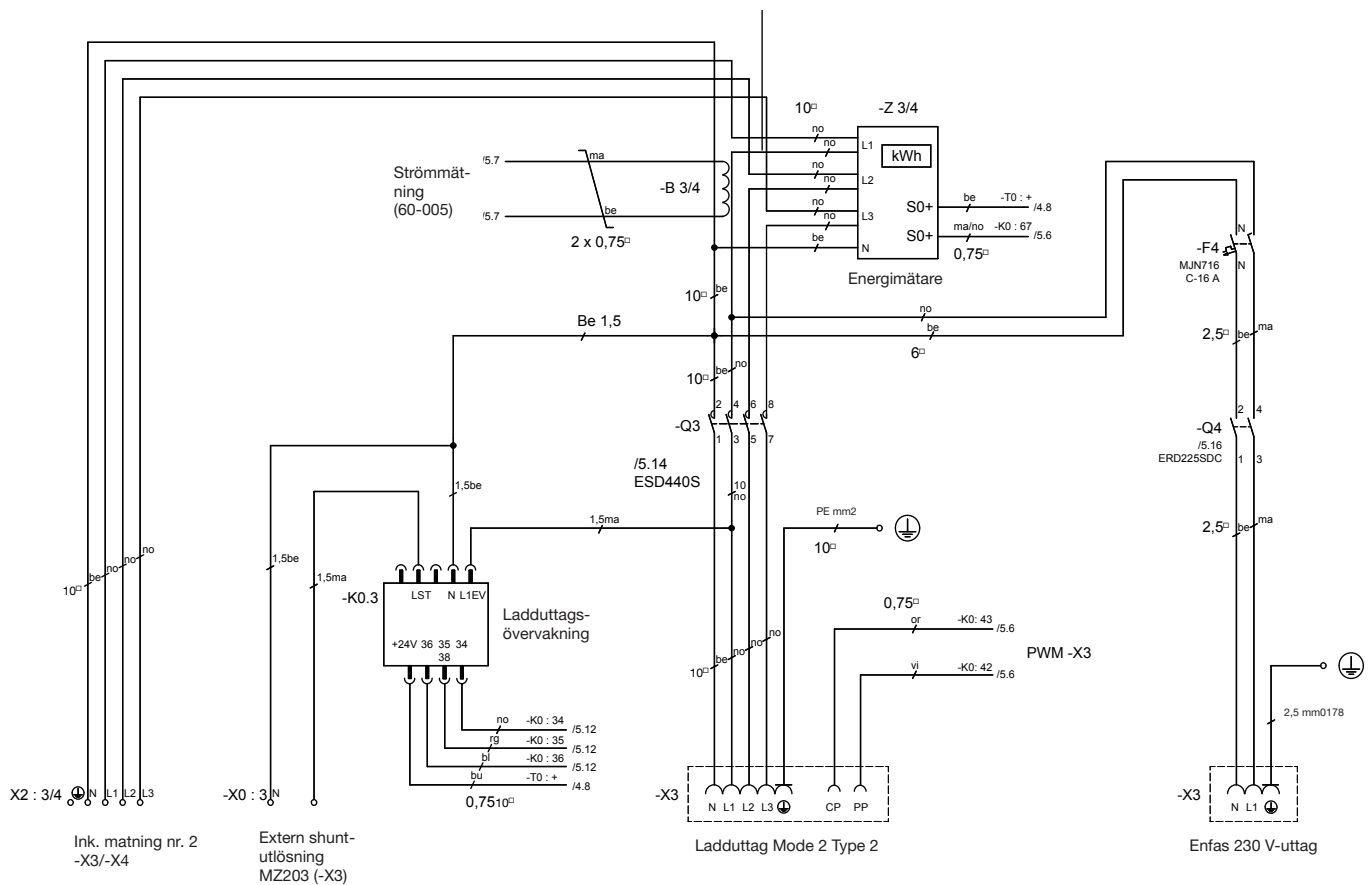 10□
-Z 3/4
no
no
L1
kWh
no
no
L2
no
no
L3
be
N
S0+
be
-T0 : +
/4.8
S0+
ma/no
-K0 : 67
/5.6
0,75□
Energimätare
Strömmät-
ning
(60-005)
/5.7
ma
-B 3/4
/5.7
be
2 x 0,75□
N
-F4
MJN716
C-16 A
N
10□
be
no
Be 1,5
be
6□
2,5□
be
ma
10□
be
no
2
4
6
8
-Q3
1
3
5
7
/5.14
ESD440S
2
4
-Q4
/5.16
ERD225SDC
1
3
1,5be
10
no
PE mm2
10□
1,5ma
2,5□
be
ma
10□
be
no
no
no
1,5be
1,5ma
-K0.3
LST
N
L1EV
+24V
36
35
34
38
Ladduttags-
övervakning
0,75□
or
-K0: 43
/5.6
PWM -X3
vi
-K0: 42
/5.6
10□
be
no
no
no
2,5 mm0178
no
-K0 : 34
/5.12
rg
-K0 : 35
/5.12
bl
-K0 : 36
/5.12
bu
-T0 : +
/4.8
0,7510□
X2 : 3/4
N
L1
L2
L3
-X0 : 3
N
-X3
N
L1
L2
L3
CP
PP
-X3
N
L1
Ink. matning nr. 2
-X3/-X4
Extern shunt-
utlösning
MZ203 (-X3)
Ladduttag Mode 2 Type 2
Enfas 230 V-uttag